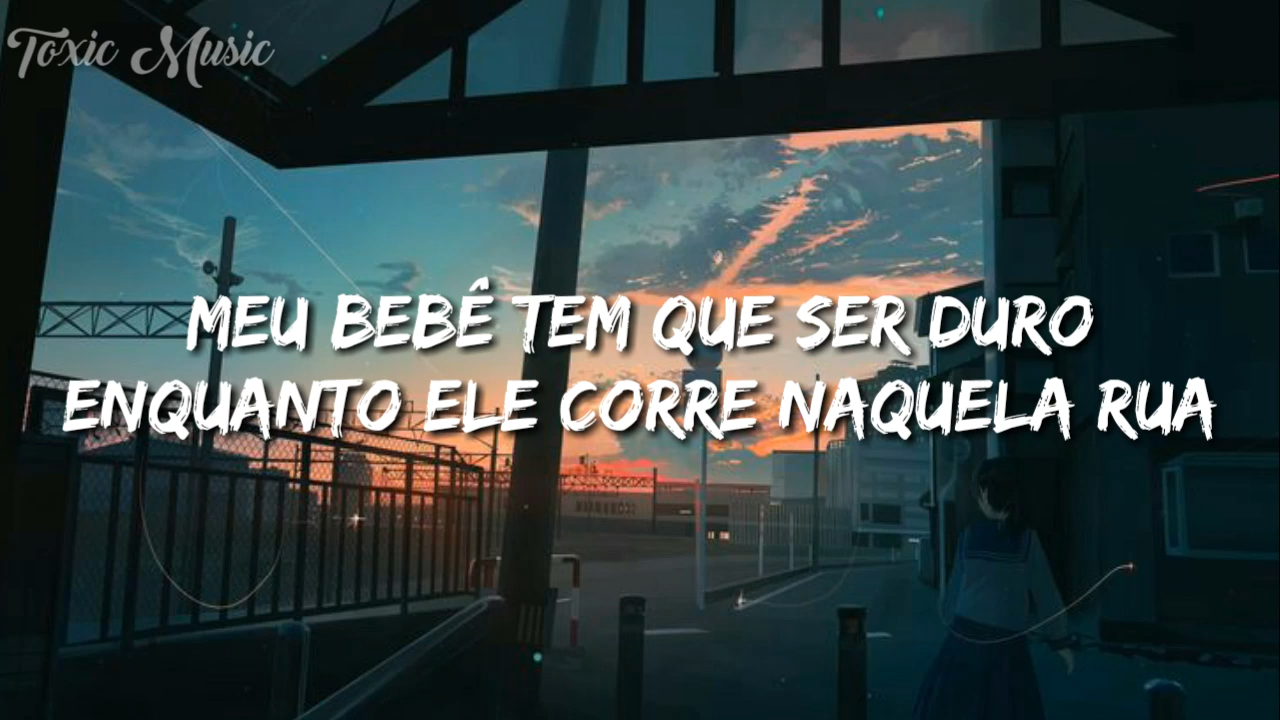 Toxic Music
MEU BEBÊ TEM QUE SER DURO
ENQUANTO ELE CORRE NAQUELA RUA